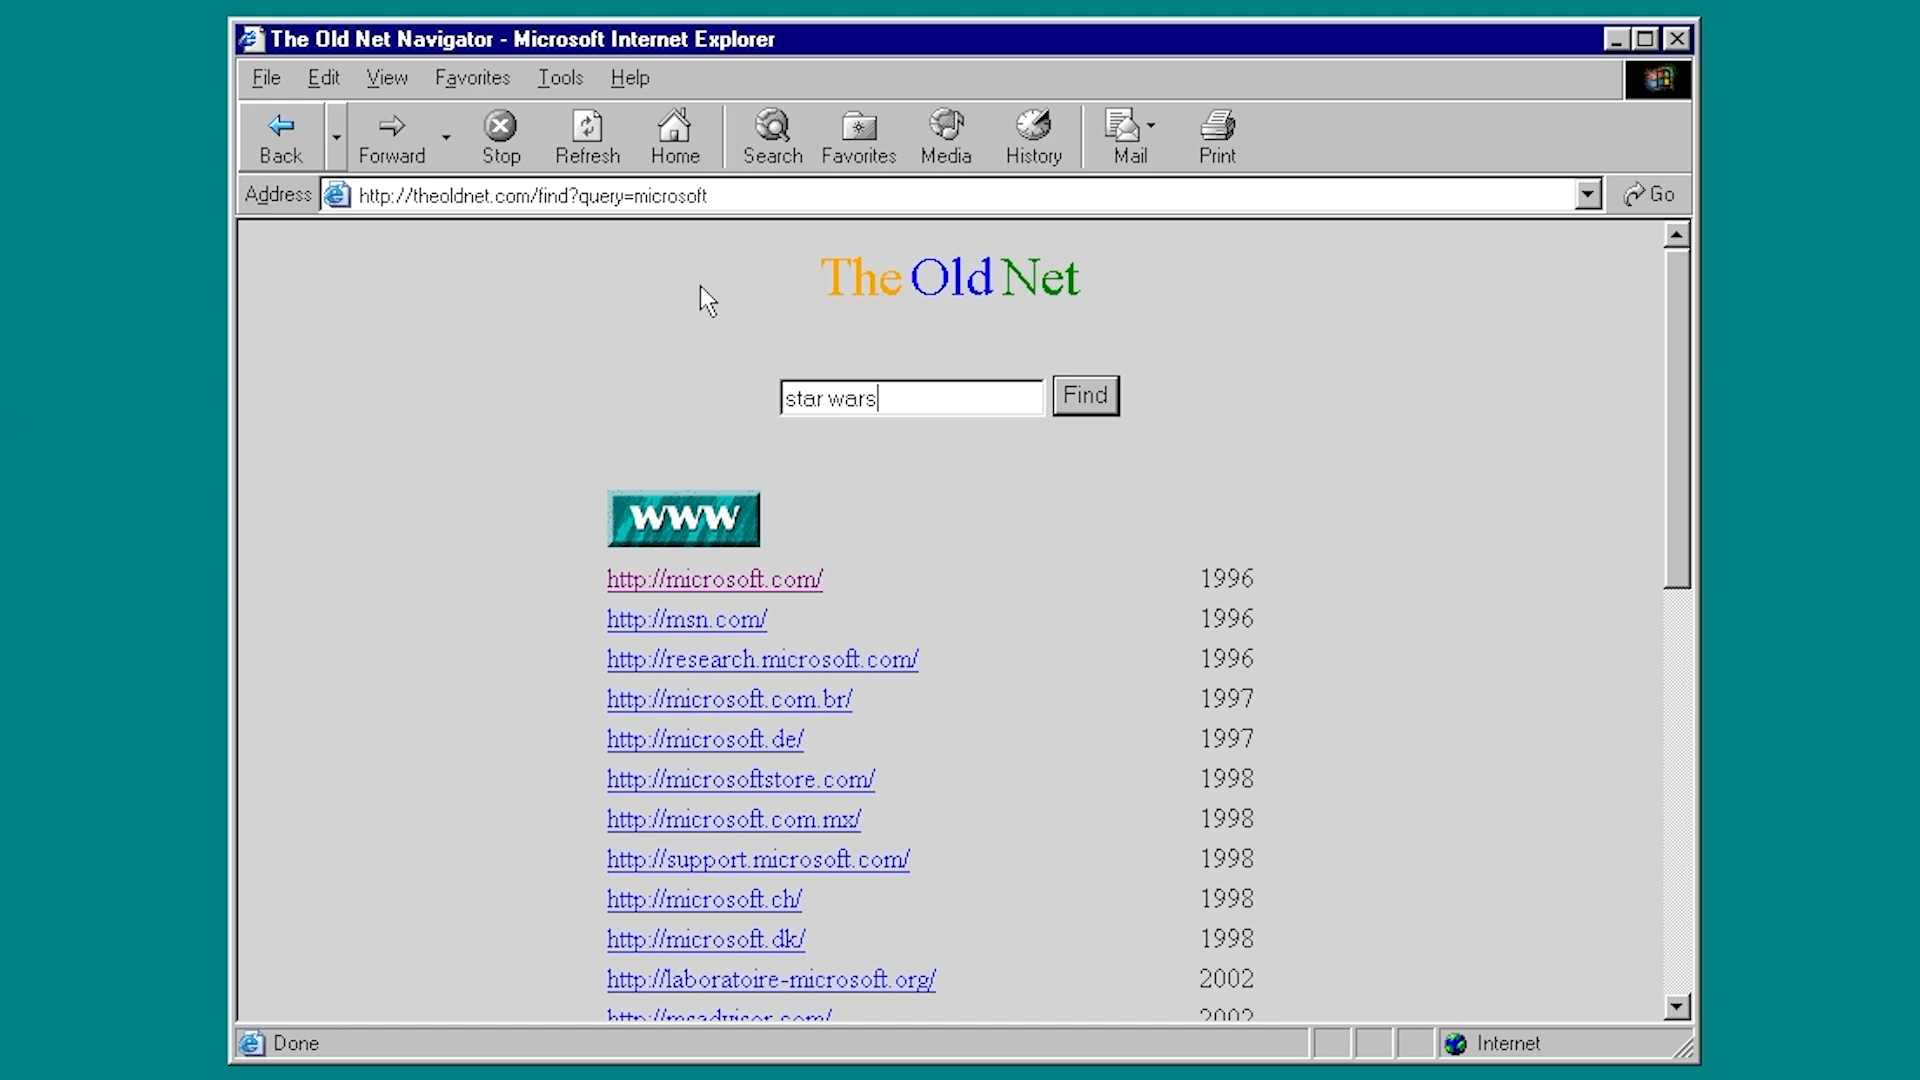 The Old Net Navigator - Microsoft Internet Explorer
File Edit View Favorites Tools Help
Back Forward Stop Refresh Home Search Favorites Media History Mail Print
Address http://theoldnet.com/find?query=microsoft Go
The Old Net
star wars Find
WWW
http://microsoft.com/ 1996
http://msn.com/ 1996
http://research.microsoft.com/ 1996
http://microsoft.com.br/ 1997
http://microsoft.de/ 1997
http://microsoftstore.com/ 1998
http://microsoft.com.mx/ 1998
http://support.microsoft.com/ 1998
http://microsoft.ch/ 1998
http://microsoft.dk/ 1998
http://laboratoire-microsoft.org/ 2002
http://msadvisor.com/ 2002
Done Internet